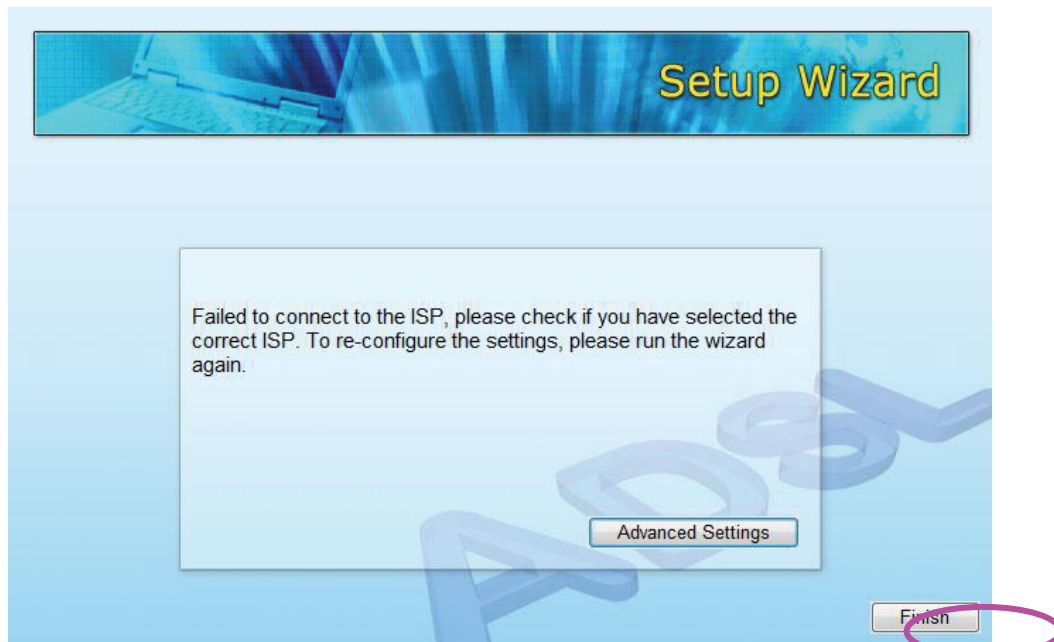 Setup Wizard
Failed to connect to the ISP, please check if you have selected the
correct ISP. To re-configure the settings, please run the wizard
again.
ADSL
Advanced Settings
Finish